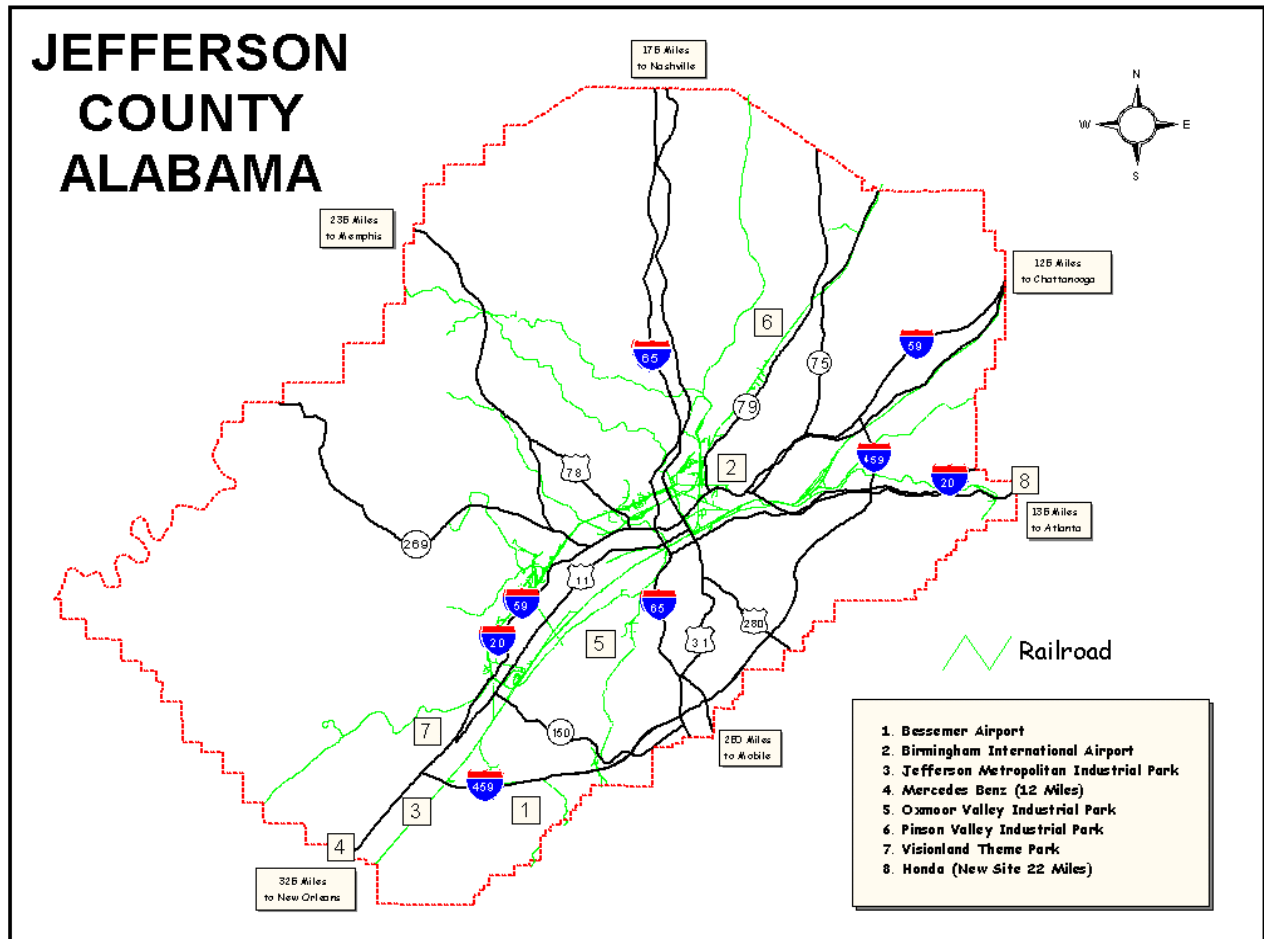 JEFFERSON
COUNTY
ALABAMA
175 Miles
to Nashville
N
W E
S
235 Miles
to Memphis
125 Miles
to Chattanooga
6
65
59
75
79
459
2
78
20
8
135 Miles
to Atlanta
269
11
59
65
280
20
5
31
Railroad
7
150
250 Miles
to Mobile
459
3
1
4
325 Miles
to New Orleans
1. Bessemer Airport
2. Birmingham International Airport
3. Jefferson Metropolitan Industrial Park
4. Mercedes Benz (12 Miles)
5. Oxmoor Valley Industrial Park
6. Pinson Valley Industrial Park
7. Visionland Theme Park
8. Honda (New Site 22 Miles)